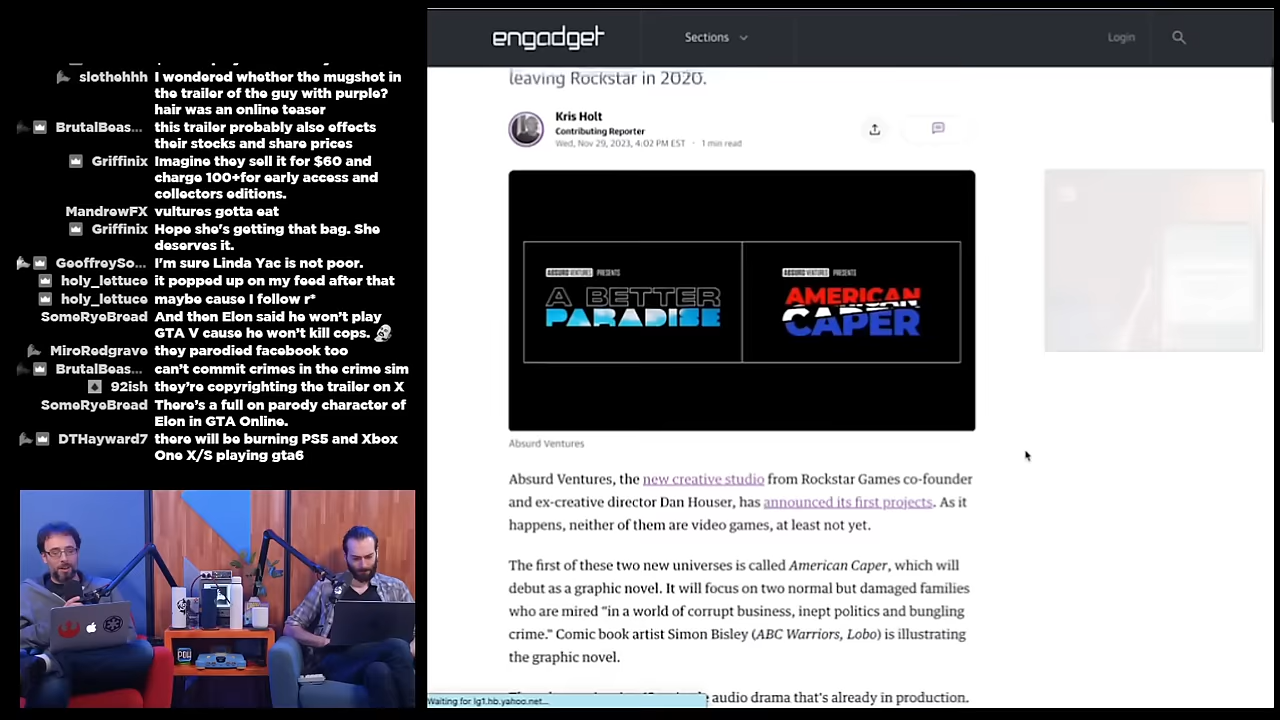 slothehhh I wondered whether the mugshot in
the trailer of the guy with purple?
hair was an online teaser
BrutalBeas... this trailer probably also effects
their stocks and share prices
Griffinix Imagine they sell it for $60 and
charge 100+for early access and
collectors editions.
MandrewFX vultures gotta eat
Griffinix Hope she's getting that bag. She
deserves it.
GeoffreySo... I'm sure Linda Yac is not poor.
holy_lettuce it popped up on my feed after that
holy_lettuce maybe cause I follow r*
SomeRyeBread And then Elon said he won't play
GTA V cause he won't kill cops.
MiroRedgrave they parodied facebook too
BrutalBeas... can't commit crimes in the crime sim
92ish they're copyrighting the trailer on X
SomeRyeBread There's a full on parody character of
Elon in GTA Online.
DTHayward7 there will be burning PS5 and Xbox
One X/S playing gta6
engadget Sections Login
leaving Rockstar in 2020.
Kris Holt
Contributing Reporter
Wed, Nov 29, 2023, 4:02 PM EST · 1 min read
ABSURD VENTURES PRESENTS
A BETTER
PARADISE
ABSURD VENTURES PRESENTS
AMERICAN
CAPER
Absurd Ventures
Absurd Ventures, the new creative studio from Rockstar Games co-founder
and ex-creative director Dan Houser, has announced its first projects. As it
happens, neither of them are video games, at least not yet.
The first of these two new universes is called American Caper, which will
debut as a graphic novel. It will focus on two normal but damaged families
who are mired "in a world of corrupt business, inept politics and bungling
crime." Comic book artist Simon Bisley (ABC Warriors, Lobo) is illustrating
the graphic novel.
audio drama that's already in production.
Waiting for lg1.hb.yahoo.net...